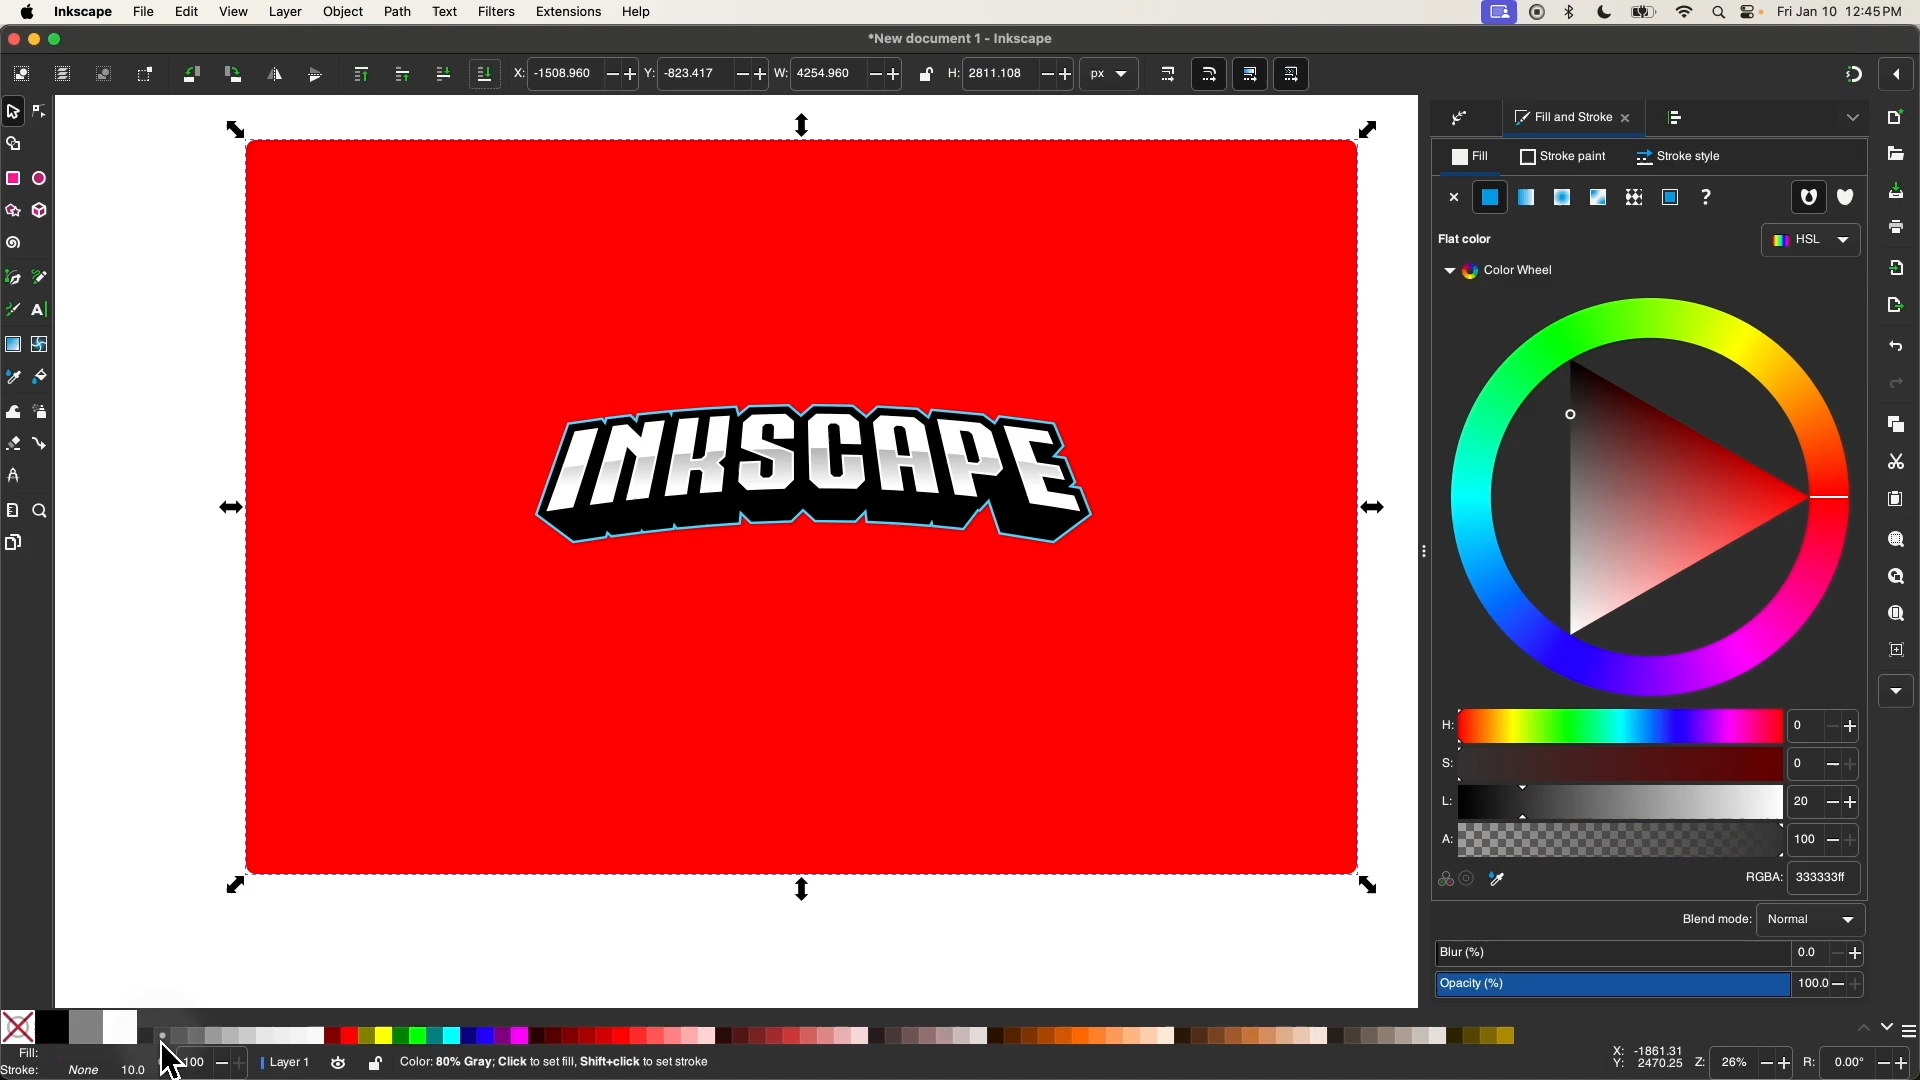 Inkscape File Edit View Layer Object Path Text Filters Extensions Help Fri Jan 10 12:45 PM
*New document 1 - Inkscape
X: -1508.960 Y: -823.417 W: 4254.960 H: 2811.108 px
Fill and Stroke
Fill Stroke paint Stroke style
?
Flat color HSL
Color Wheel
INKSCAPE
H: 0
S: 0
L: 20
A: 100
RGBA: 333333ff
Blend mode: Normal
Blur (%) 0.0
Opacity (%) 100.0
Fill: 100 Layer 1 Color: 80% Gray; Click to set fill, Shift+click to set stroke X: -1861.31 Z: 26% R: 0.00°
Stroke: None 10.0 Y: 2470.25